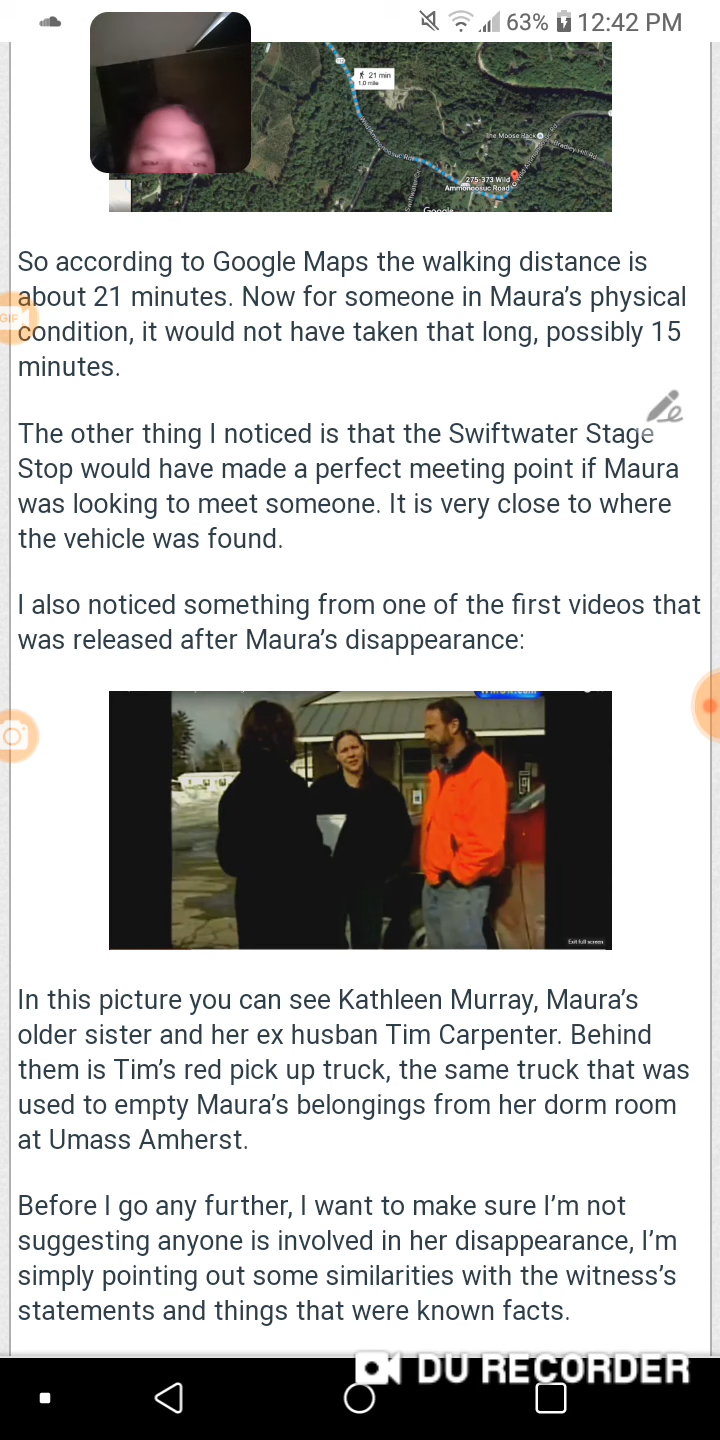 63% 12:42 PM
112
21 min
1.0 mile
The Moose Rack
Bradley Hill Rd
275-373 Wild
Ammonoosuc Road
Google
So according to Google Maps the walking distance is
about 21 minutes. Now for someone in Maura's physical
GIF
condition, it would not have taken that long, possibly 15
minutes.
The other thing I noticed is that the Swiftwater Stage
Stop would have made a perfect meeting point if Maura
was looking to meet someone. It is very close to where
the vehicle was found.
I also noticed something from one of the first videos that
was released after Maura's disappearance:
Exit full screen
In this picture you can see Kathleen Murray, Maura's
older sister and her ex husban Tim Carpenter. Behind
them is Tim's red pick up truck, the same truck that was
used to empty Maura's belongings from her dorm room
at Umass Amherst.
Before I go any further, I want to make sure I'm not
suggesting anyone is involved in her disappearance, I'm
simply pointing out some similarities with the witness's
statements and things that were known facts.
DU RECORDER